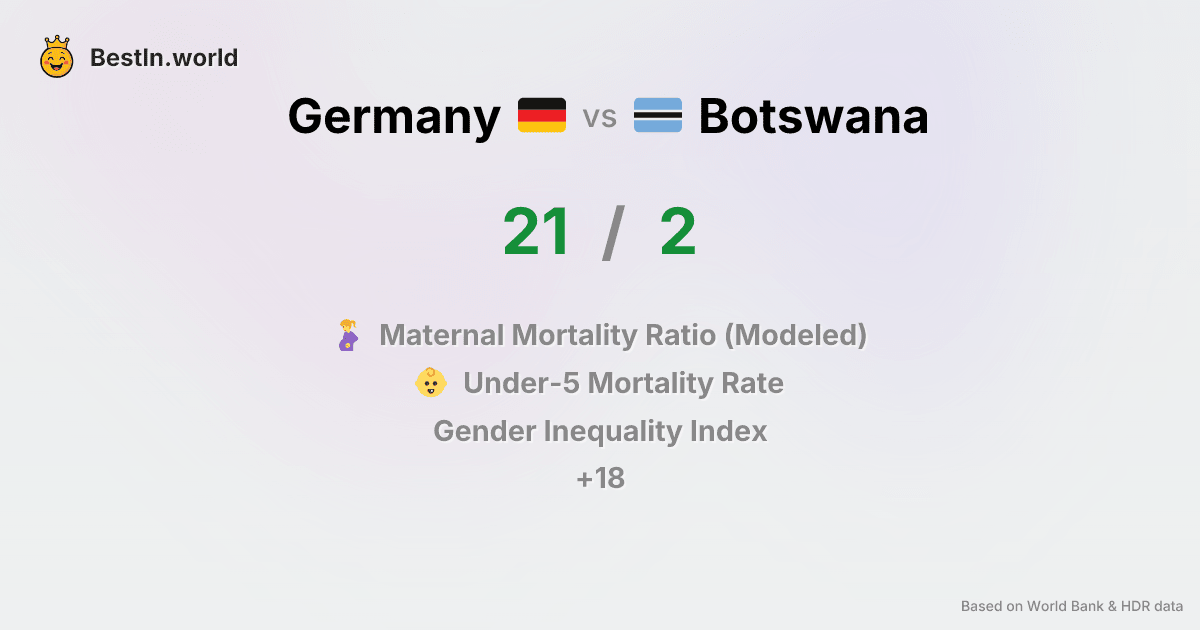 BestIn.world
Germany vs Botswana
21 / 2
Maternal Mortality Ratio (Modeled)
Under-5 Mortality Rate
Gender Inequality Index
+18
Based on World Bank & HDR data